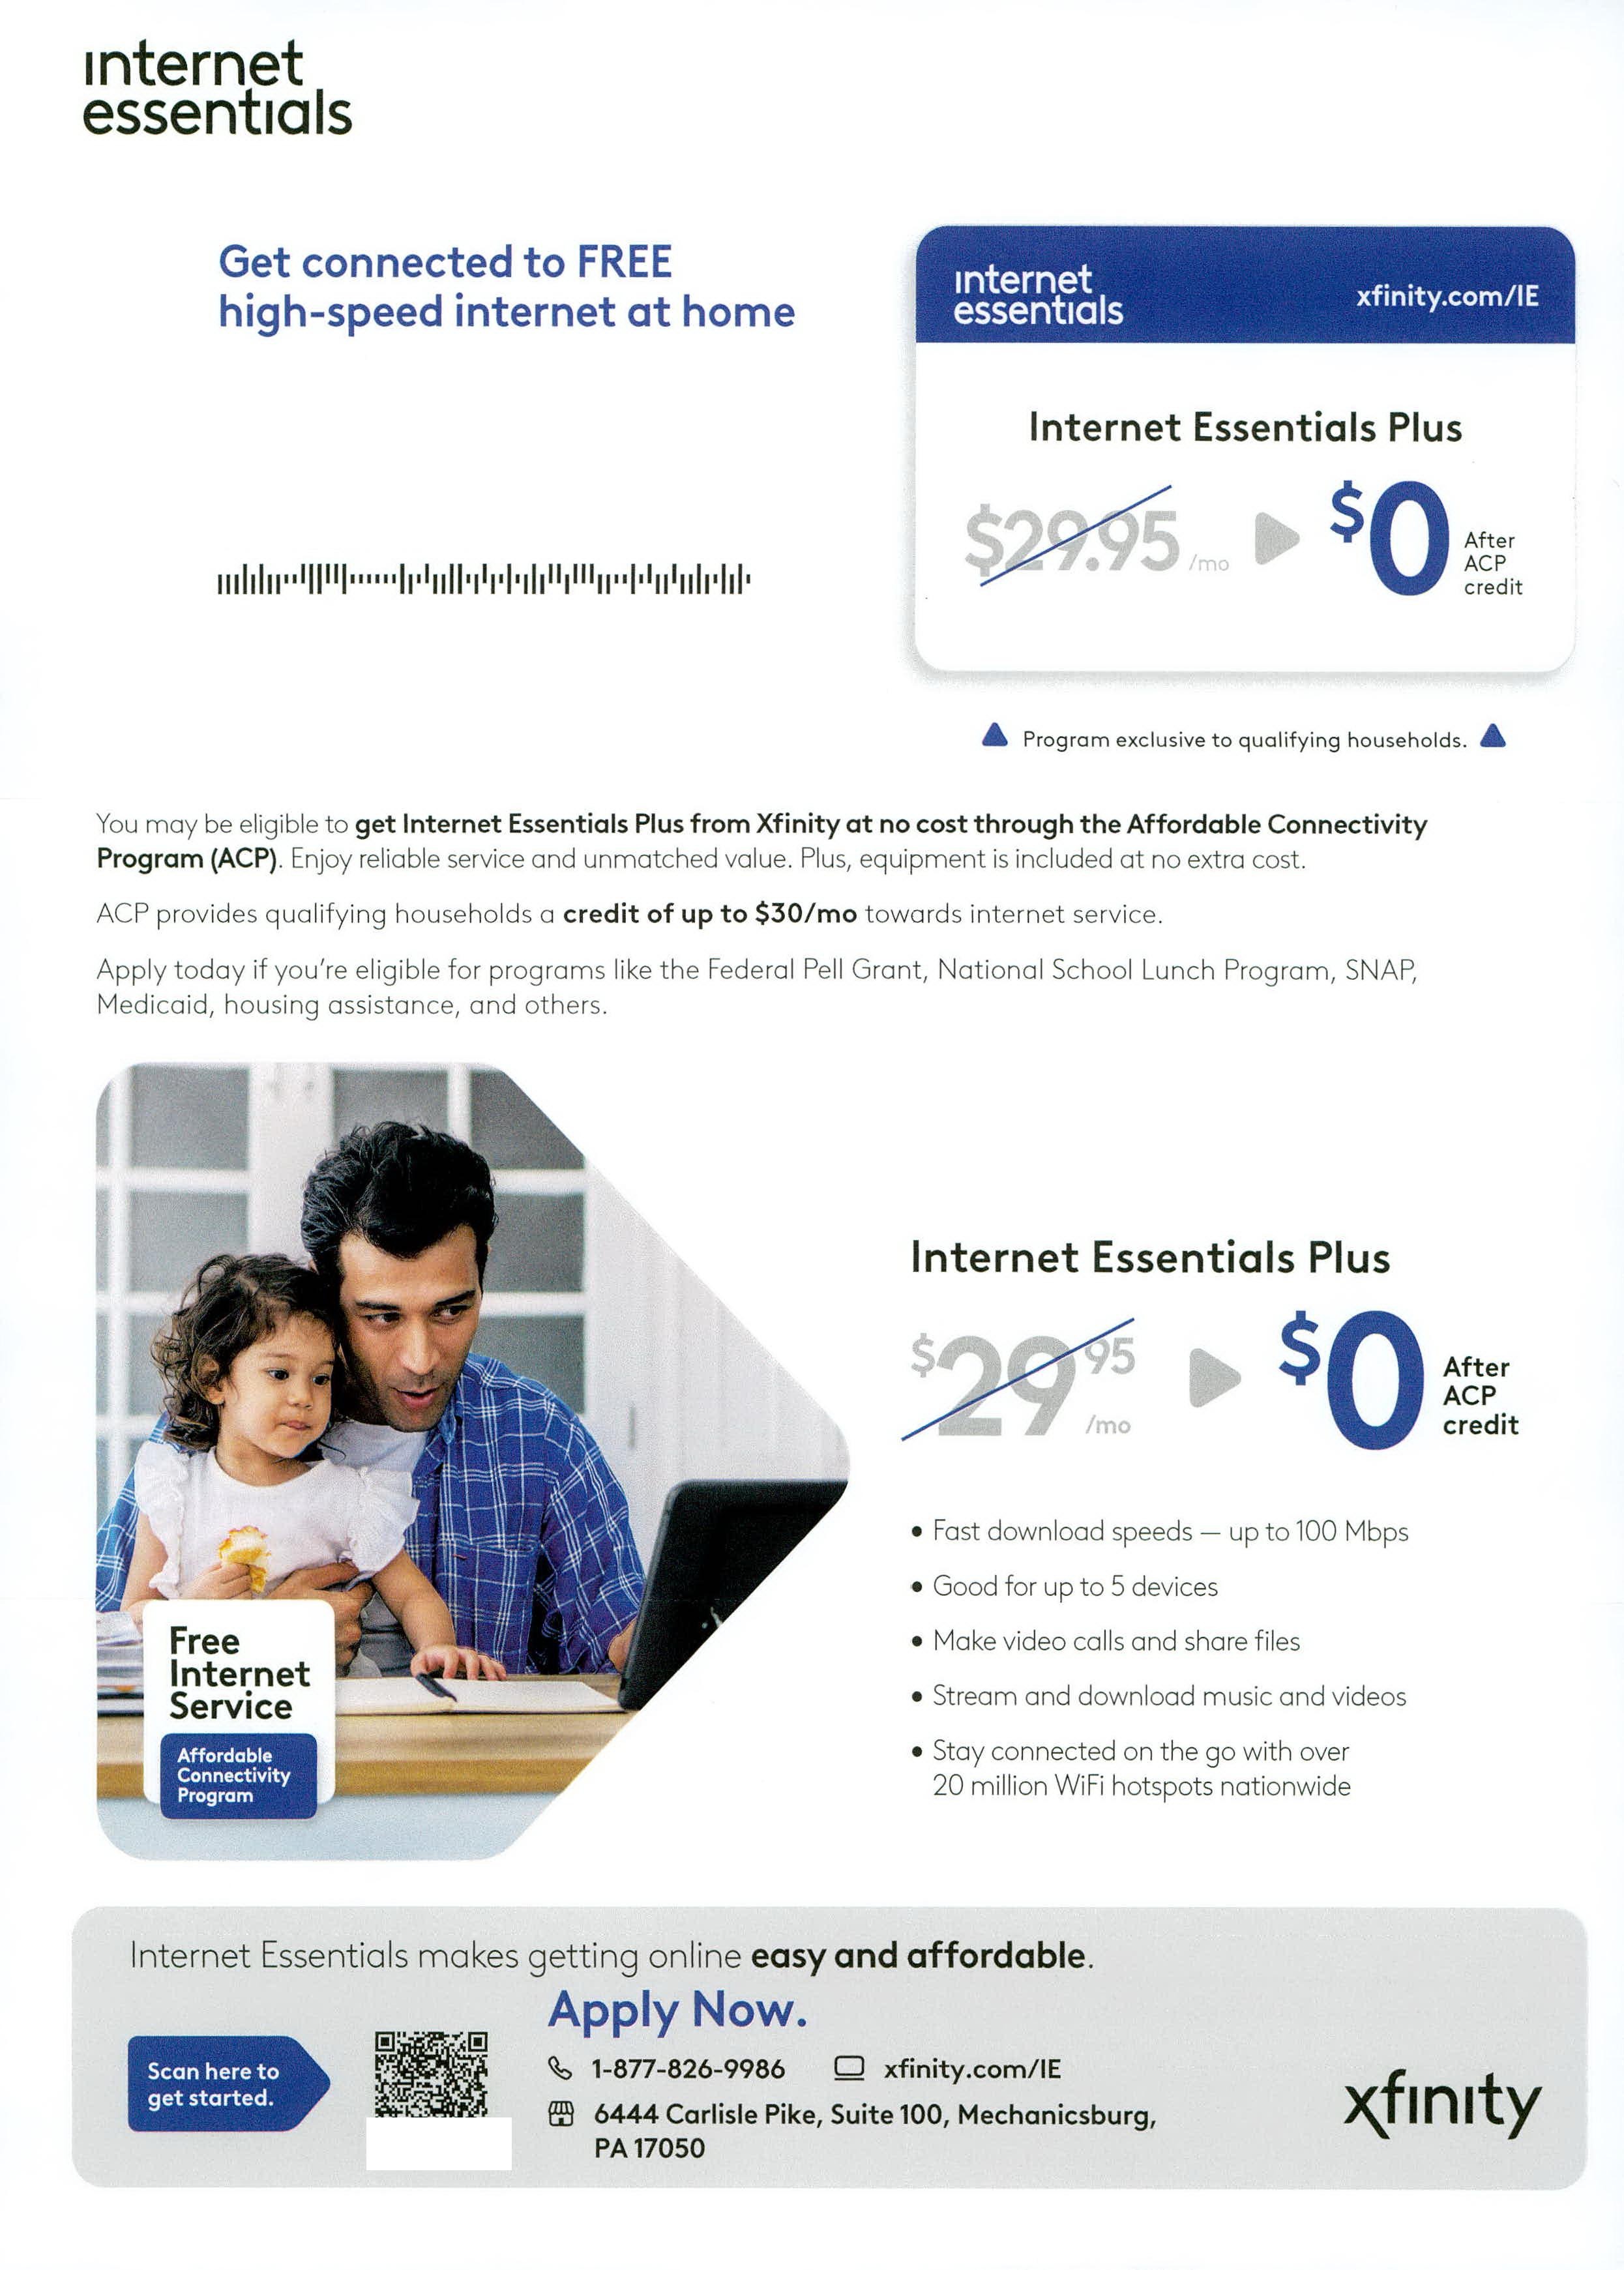 internet
essentials
Get connected to FREE
high-speed internet at home
internet
essentials
xfinity.com/IE
Internet Essentials Plus
$29.95 /mo
$0 After
ACP
credit
Program exclusive to qualifying households.
You may be eligible to get Internet Essentials Plus from Xfinity at no cost through the Affordable Connectivity
Program (ACP). Enjoy reliable service and unmatched value. Plus, equipment is included at no extra cost.
ACP provides qualifying households a credit of up to $30/mo towards internet service.
Apply today if you're eligible for programs like the Federal Pell Grant, National School Lunch Program, SNAP,
Medicaid, housing assistance, and others.
Free
Internet
Service
Affordable
Connectivity
Program
Internet Essentials Plus
$29 95 /mo
$0 After
ACP
credit
• Fast download speeds — up to 100 Mbps
• Good for up to 5 devices
• Make video calls and share files
• Stream and download music and videos
• Stay connected on the go with over
20 million WiFi hotspots nationwide
Internet Essentials makes getting online easy and affordable.
Apply Now.
Scan here to
get started.
1-877-826-9986
xfinity.com/IE
6444 Carlisle Pike, Suite 100, Mechanicsburg,
PA 17050
xfinity